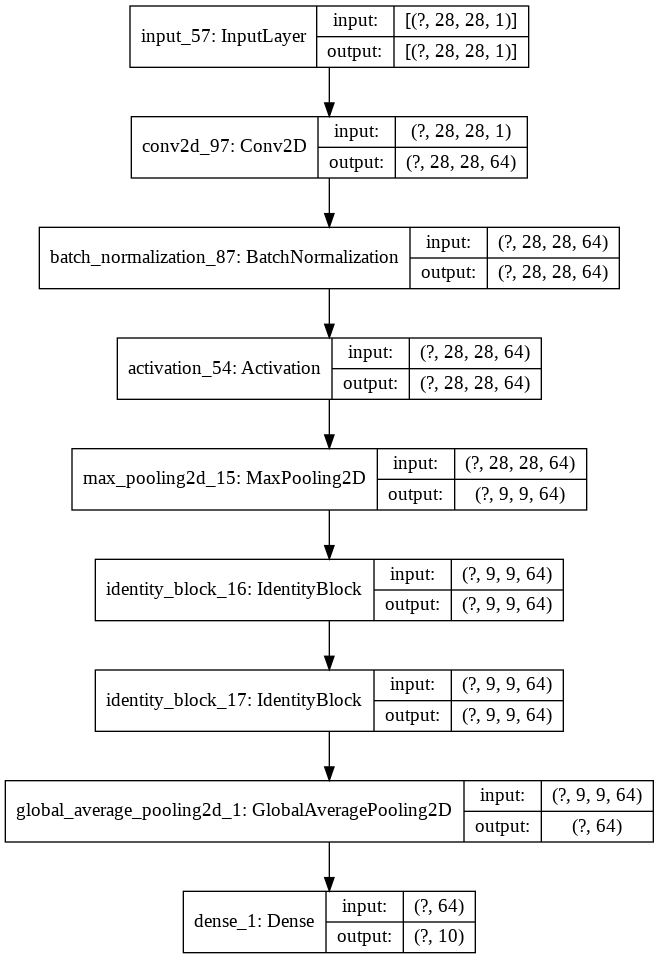 input_57: InputLayer
input:
[(?, 28, 28, 1)]
output:
[(?, 28, 28, 1)]
conv2d_97: Conv2D
input:
(?, 28, 28, 1)
output:
(?, 28, 28, 64)
batch_normalization_87: BatchNormalization
input:
(?, 28, 28, 64)
output:
(?, 28, 28, 64)
activation_54: Activation
input:
(?, 28, 28, 64)
output:
(?, 28, 28, 64)
max_pooling2d_15: MaxPooling2D
input:
(?, 28, 28, 64)
output:
(?, 9, 9, 64)
identity_block_16: IdentityBlock
input:
(?, 9, 9, 64)
output:
(?, 9, 9, 64)
identity_block_17: IdentityBlock
input:
(?, 9, 9, 64)
output:
(?, 9, 9, 64)
global_average_pooling2d_1: GlobalAveragePooling2D
input:
(?, 9, 9, 64)
output:
(?, 64)
dense_1: Dense
input:
(?, 64)
output:
(?, 10)